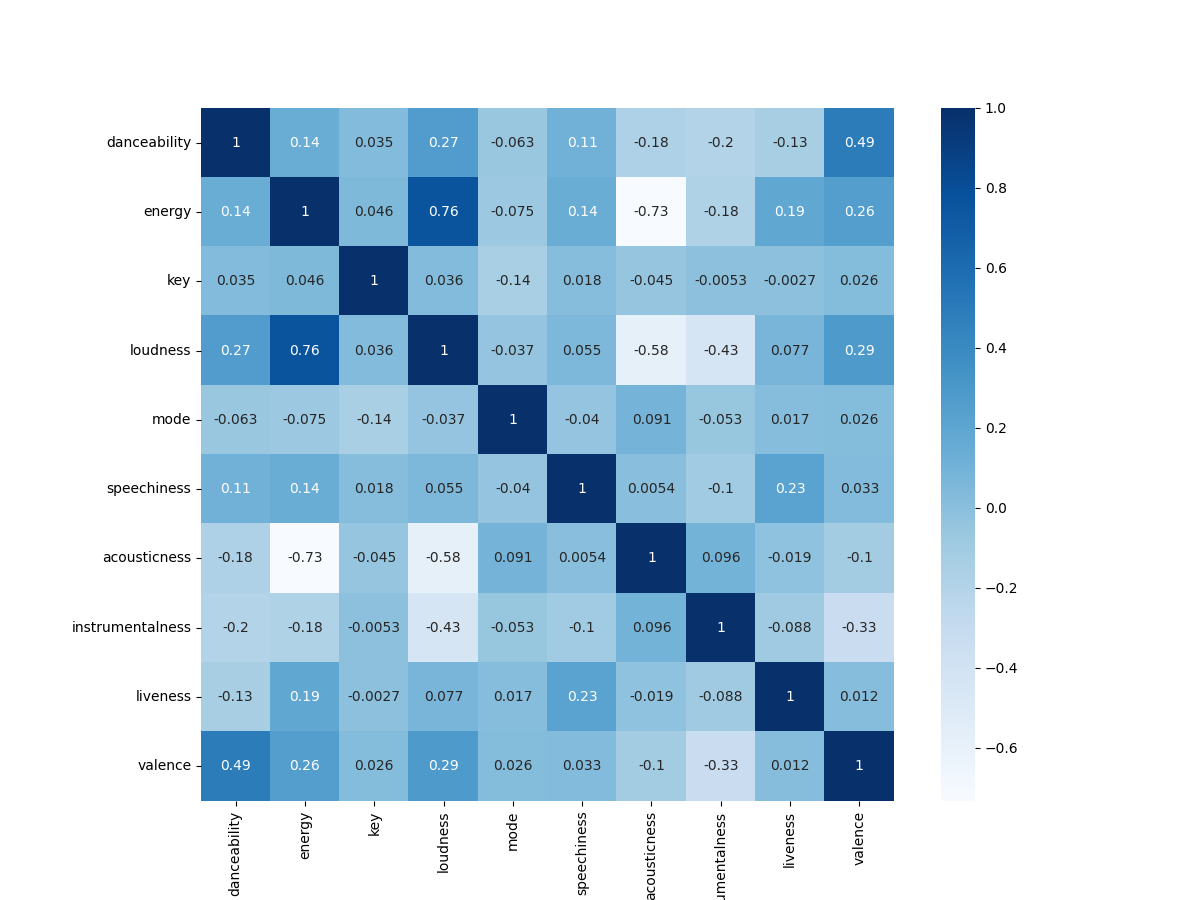 danceability 1 0.14 0.035 0.27 -0.063 0.11 -0.18 -0.2 -0.13 0.49
energy 0.14 1 0.046 0.76 -0.075 0.14 -0.73 -0.18 0.19 0.26
key 0.035 0.046 1 0.036 -0.14 0.018 -0.045 -0.0053 -0.0027 0.026
loudness 0.27 0.76 0.036 1 -0.037 0.055 -0.58 -0.43 0.077 0.29
mode -0.063 -0.075 -0.14 -0.037 1 -0.04 0.091 -0.053 0.017 0.026
speechiness 0.11 0.14 0.018 0.055 -0.04 1 0.0054 -0.1 0.23 0.033
acousticness -0.18 -0.73 -0.045 -0.58 0.091 0.0054 1 0.096 -0.019 -0.1
instrumentalness -0.2 -0.18 -0.0053 -0.43 -0.053 -0.1 0.096 1 -0.088 -0.33
liveness -0.13 0.19 -0.0027 0.077 0.017 0.23 -0.019 -0.088 1 0.012
valence 0.49 0.26 0.026 0.29 0.026 0.033 -0.1 -0.33 0.012 1
danceability energy key loudness mode speechiness acousticness umentalness liveness valence
1.0
0.8
0.6
0.4
0.2
0.0
−0.2
−0.4
−0.6